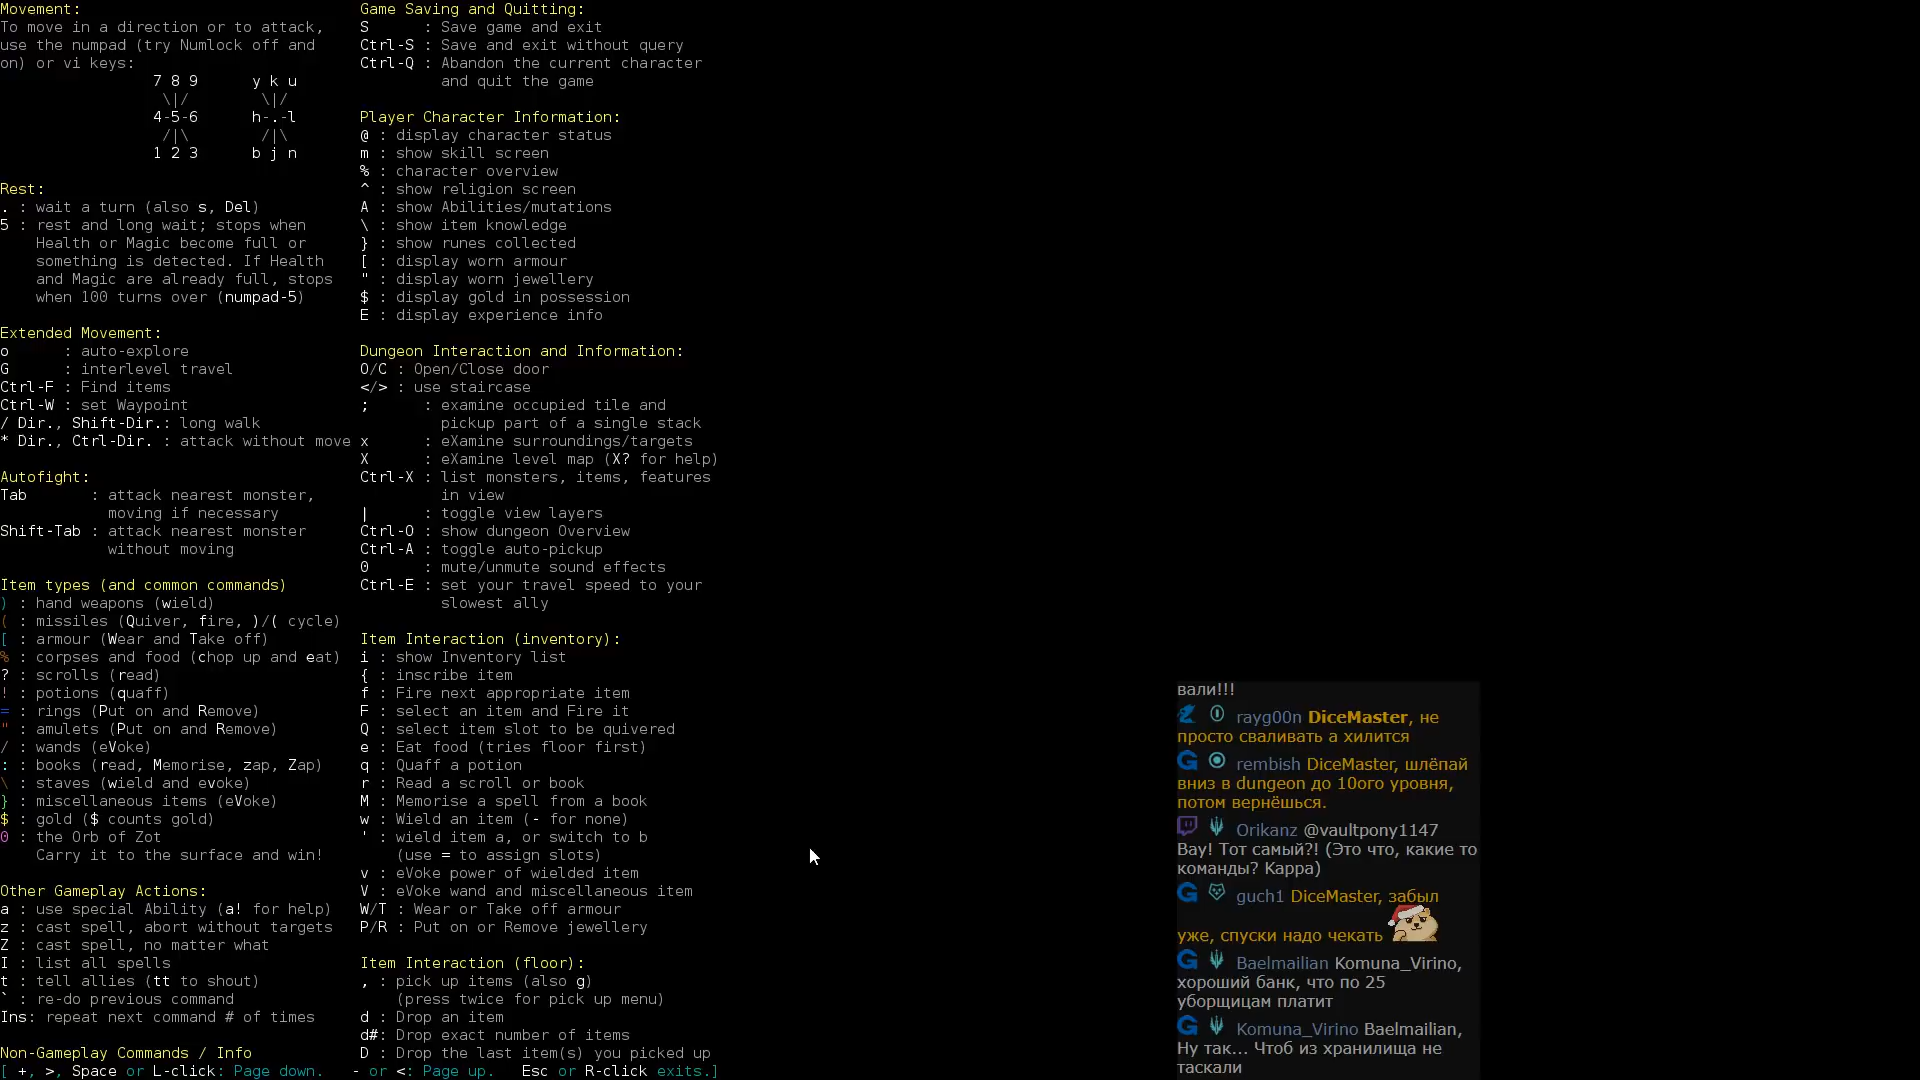 Movement:
To move in a direction or to attack,
use the numpad (try Numlock off and
on) or vi keys:
7 8 9      y k u
\|/        \|/
4-5-6      h-.-l
/|\        /|\
1 2 3      b j n
Rest:
. : wait a turn (also s, Del)
5 : rest and long wait; stops when
Health or Magic become full or
something is detected. If Health
and Magic are already full, stops
when 100 turns over (numpad-5)
Extended Movement:
o      : auto-explore
G      : interlevel travel
Ctrl-F : Find items
Ctrl-W : set Waypoint
/ Dir., Shift-Dir.: long walk
* Dir., Ctrl-Dir. : attack without move
Autofight:
Tab       : attack nearest monster,
moving if necessary
Shift-Tab : attack nearest monster
without moving
Item types (and common commands)
) : hand weapons (wield)
( : missiles (Quiver, fire, )/( cycle)
[ : armour (Wear and Take off)
% : corpses and food (chop up and eat)
? : scrolls (read)
! : potions (quaff)
= : rings (Put on and Remove)
" : amulets (Put on and Remove)
/ : wands (eVoke)
: : books (read, Memorise, zap, Zap)
\ : staves (wield and evoke)
} : miscellaneous items (eVoke)
$ : gold ($ counts gold)
0 : the Orb of Zot
Carry it to the surface and win!
Other Gameplay Actions:
a : use special Ability (a! for help)
z : cast spell, abort without targets
Z : cast spell, no matter what
I : list all spells
t : tell allies (tt to shout)
` : re-do previous command
Ins: repeat next command # of times
Non-Gameplay Commands / Info
Game Saving and Quitting:
S      : Save game and exit
Ctrl-S : Save and exit without query
Ctrl-Q : Abandon the current character
and quit the game
Player Character Information:
@ : display character status
m : show skill screen
% : character overview
^ : show religion screen
A : show Abilities/mutations
\ : show item knowledge
} : show runes collected
[ : display worn armour
" : display worn jewellery
$ : display gold in possession
E : display experience info
Dungeon Interaction and Information:
O/C : Open/Close door
</> : use staircase
;      : examine occupied tile and
pickup part of a single stack
x      : eXamine surroundings/targets
X      : eXamine level map (X? for help)
Ctrl-X : list monsters, items, features
in view
|      : toggle view layers
Ctrl-O : show dungeon Overview
Ctrl-A : toggle auto-pickup
0      : mute/unmute sound effects
Ctrl-E : set your travel speed to your
slowest ally
Item Interaction (inventory):
i : show Inventory list
{ : inscribe item
f : Fire next appropriate item
F : select an item and Fire it
Q : select item slot to be quivered
e : Eat food (tries floor first)
q : Quaff a potion
r : Read a scroll or book
M : Memorise a spell from a book
w : Wield an item (- for none)
' : wield item a, or switch to b
(use = to assign slots)
v : eVoke power of wielded item
V : eVoke wand and miscellaneous item
W/T : Wear or Take off armour
P/R : Put on or Remove jewellery
Item Interaction (floor):
, : pick up items (also g)
(press twice for pick up menu)
d : Drop an item
d#: Drop exact number of items
D : Drop the last item(s) you picked up
[ +, >, Space or L-click: Page down.   - or <: Page up.   Esc or R-click exits.]
вали!!!
rayg00n DiceMaster, не
просто сваливать а хилится
rembish DiceMaster, шлёпай
вниз в dungeon до 10ого уровня,
потом вернёшься.
Orikanz @vaultpony1147
Вау! Тот самый?! (Это что, какие то
команды? Kappa)
guch1 DiceMaster, забыл
уже, спуски надо чекать
Baelmailian Komuna_Virino,
хороший банк, что по 25
уборщицам платит
Komuna_Virino Baelmailian,
Ну так... Чтоб из хранилища не
таскали